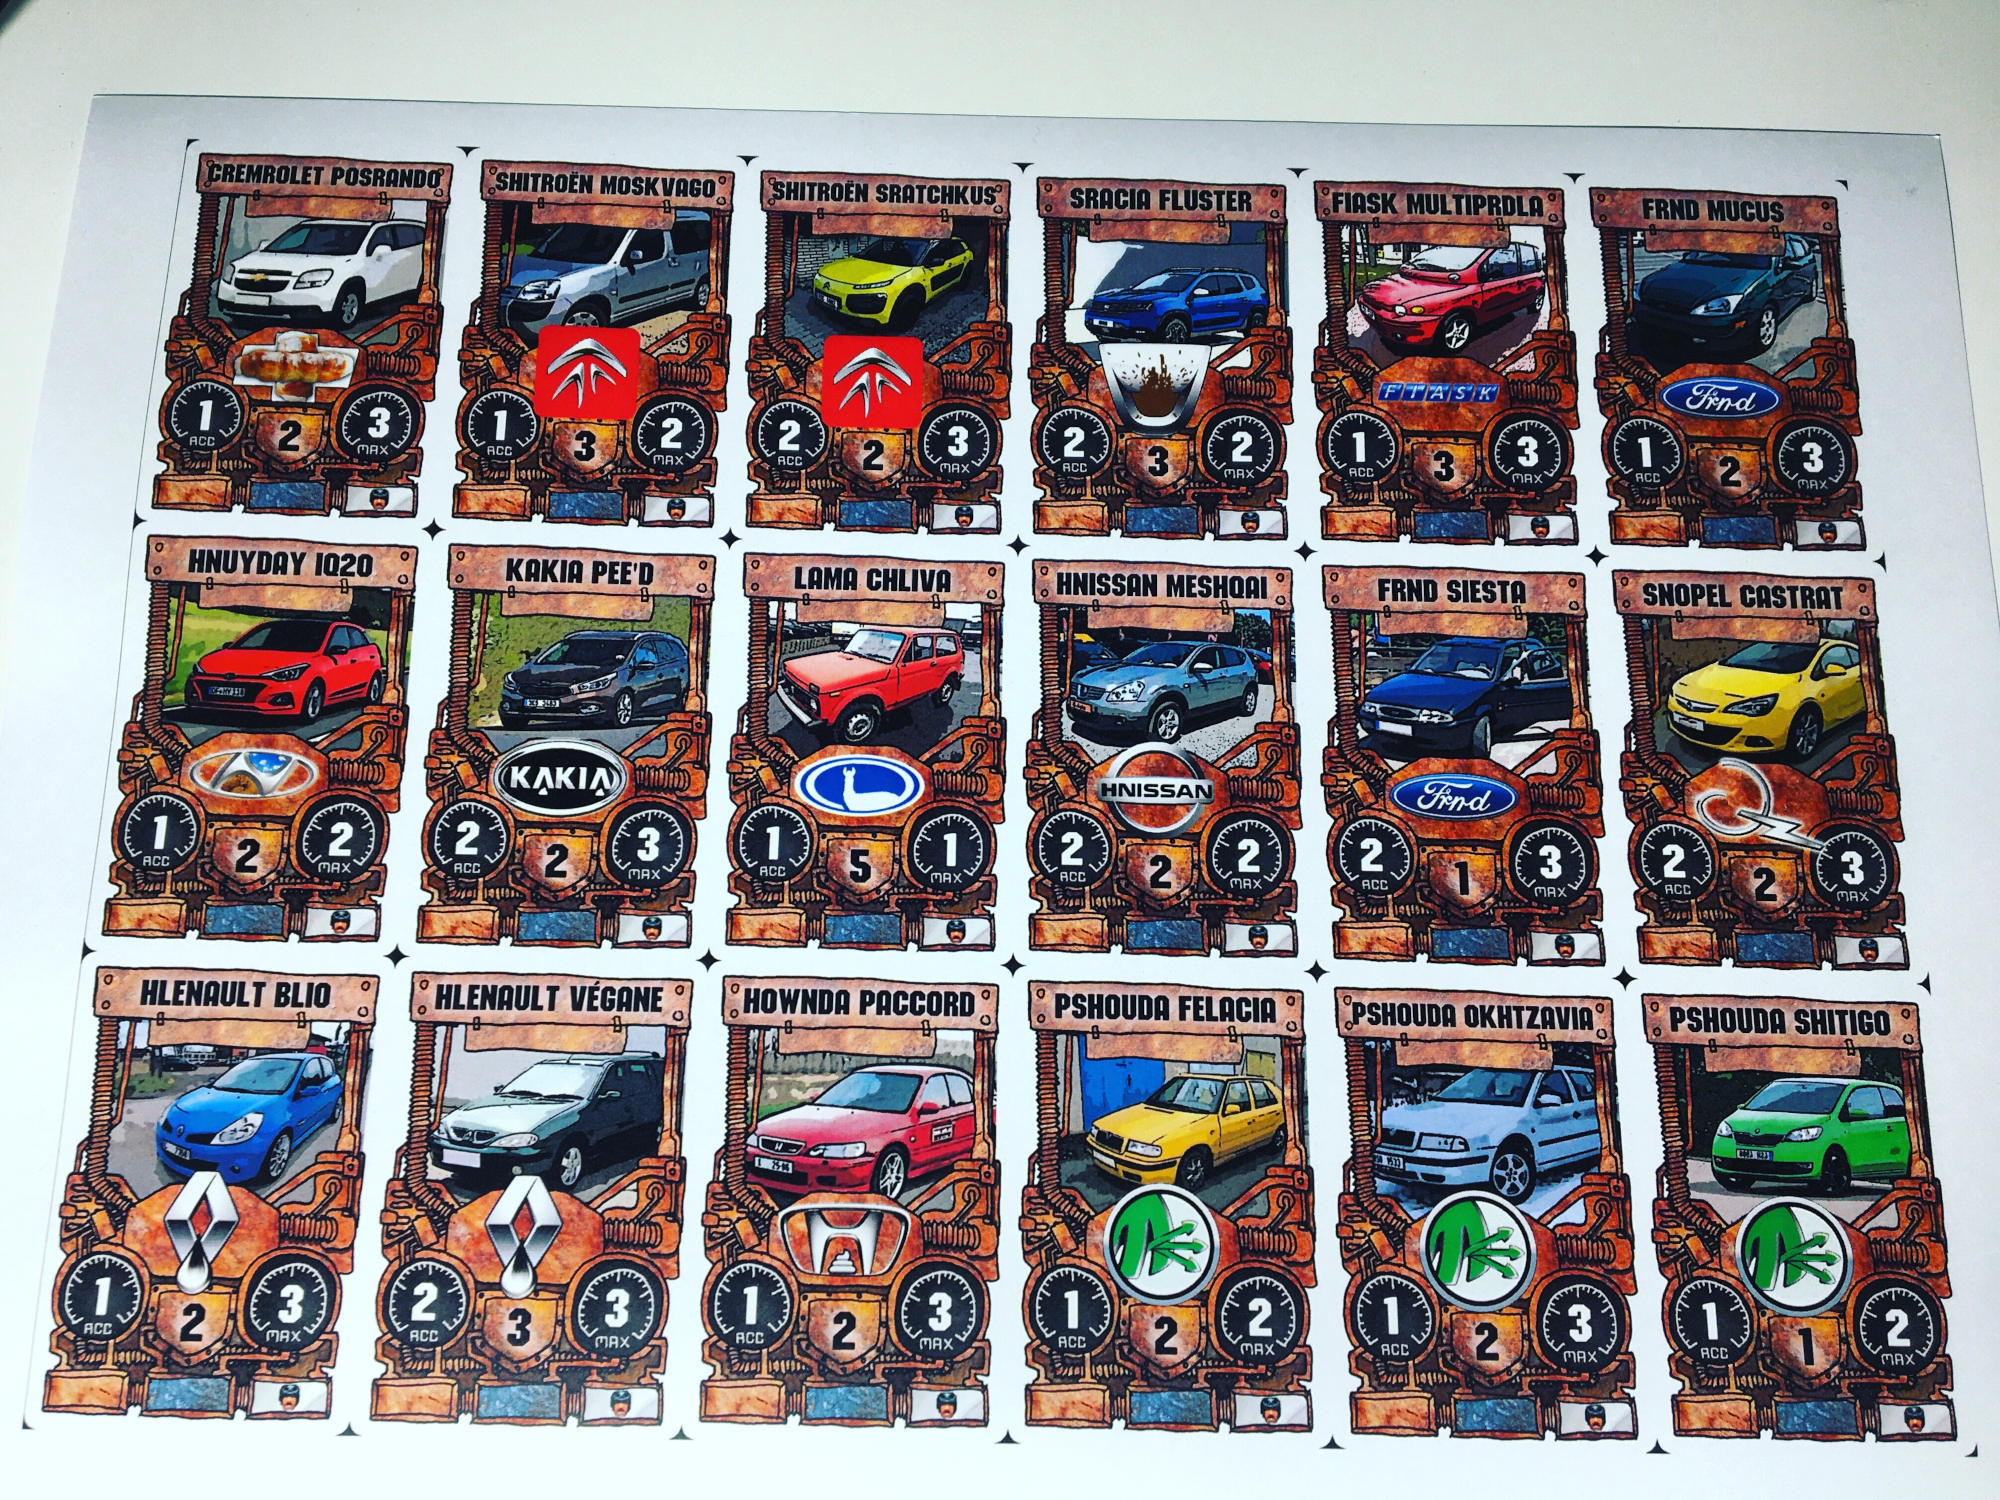 CREMROLET POSRANDO
1 ACC 2 3 MAX
SHITROËN MOSKVAGO
1 ACC 3 2 MAX
SHITROËN SRATCHKUS
2 ACC 2 3 MAX
SRACIA FLUSTER
2 ACC 3 2 MAX
FIASK MULTIPRDLA
FIASK
1 ACC 3 3 MAX
FRND MUCUS
Frnd
1 ACC 2 3 MAX
HNUYDAY IQ20
1 ACC 2 2 MAX
KAKIA PEE'D
KAKIA
2 ACC 2 3 MAX
LAMA CHLIVA
1 ACC 5 1 MAX
HNISSAN MESHQAI
HNISSAN
2 ACC 2 2 MAX
FRND SIESTA
Frnd
2 ACC 1 3 MAX
SNOPEL CASTRAT
2 ACC 2 3 MAX
HLENAULT BLIO
1 ACC 2 3 MAX
HLENAULT VÉGANE
2 ACC 3 3 MAX
HOWNDA PACCORD
1 ACC 2 3 MAX
PSHOUDA FELACIA
1 ACC 2 2 MAX
PSHOUDA OKHTZAVIA
1 ACC 2 3 MAX
PSHOUDA SHITIGO
1 ACC 1 2 MAX